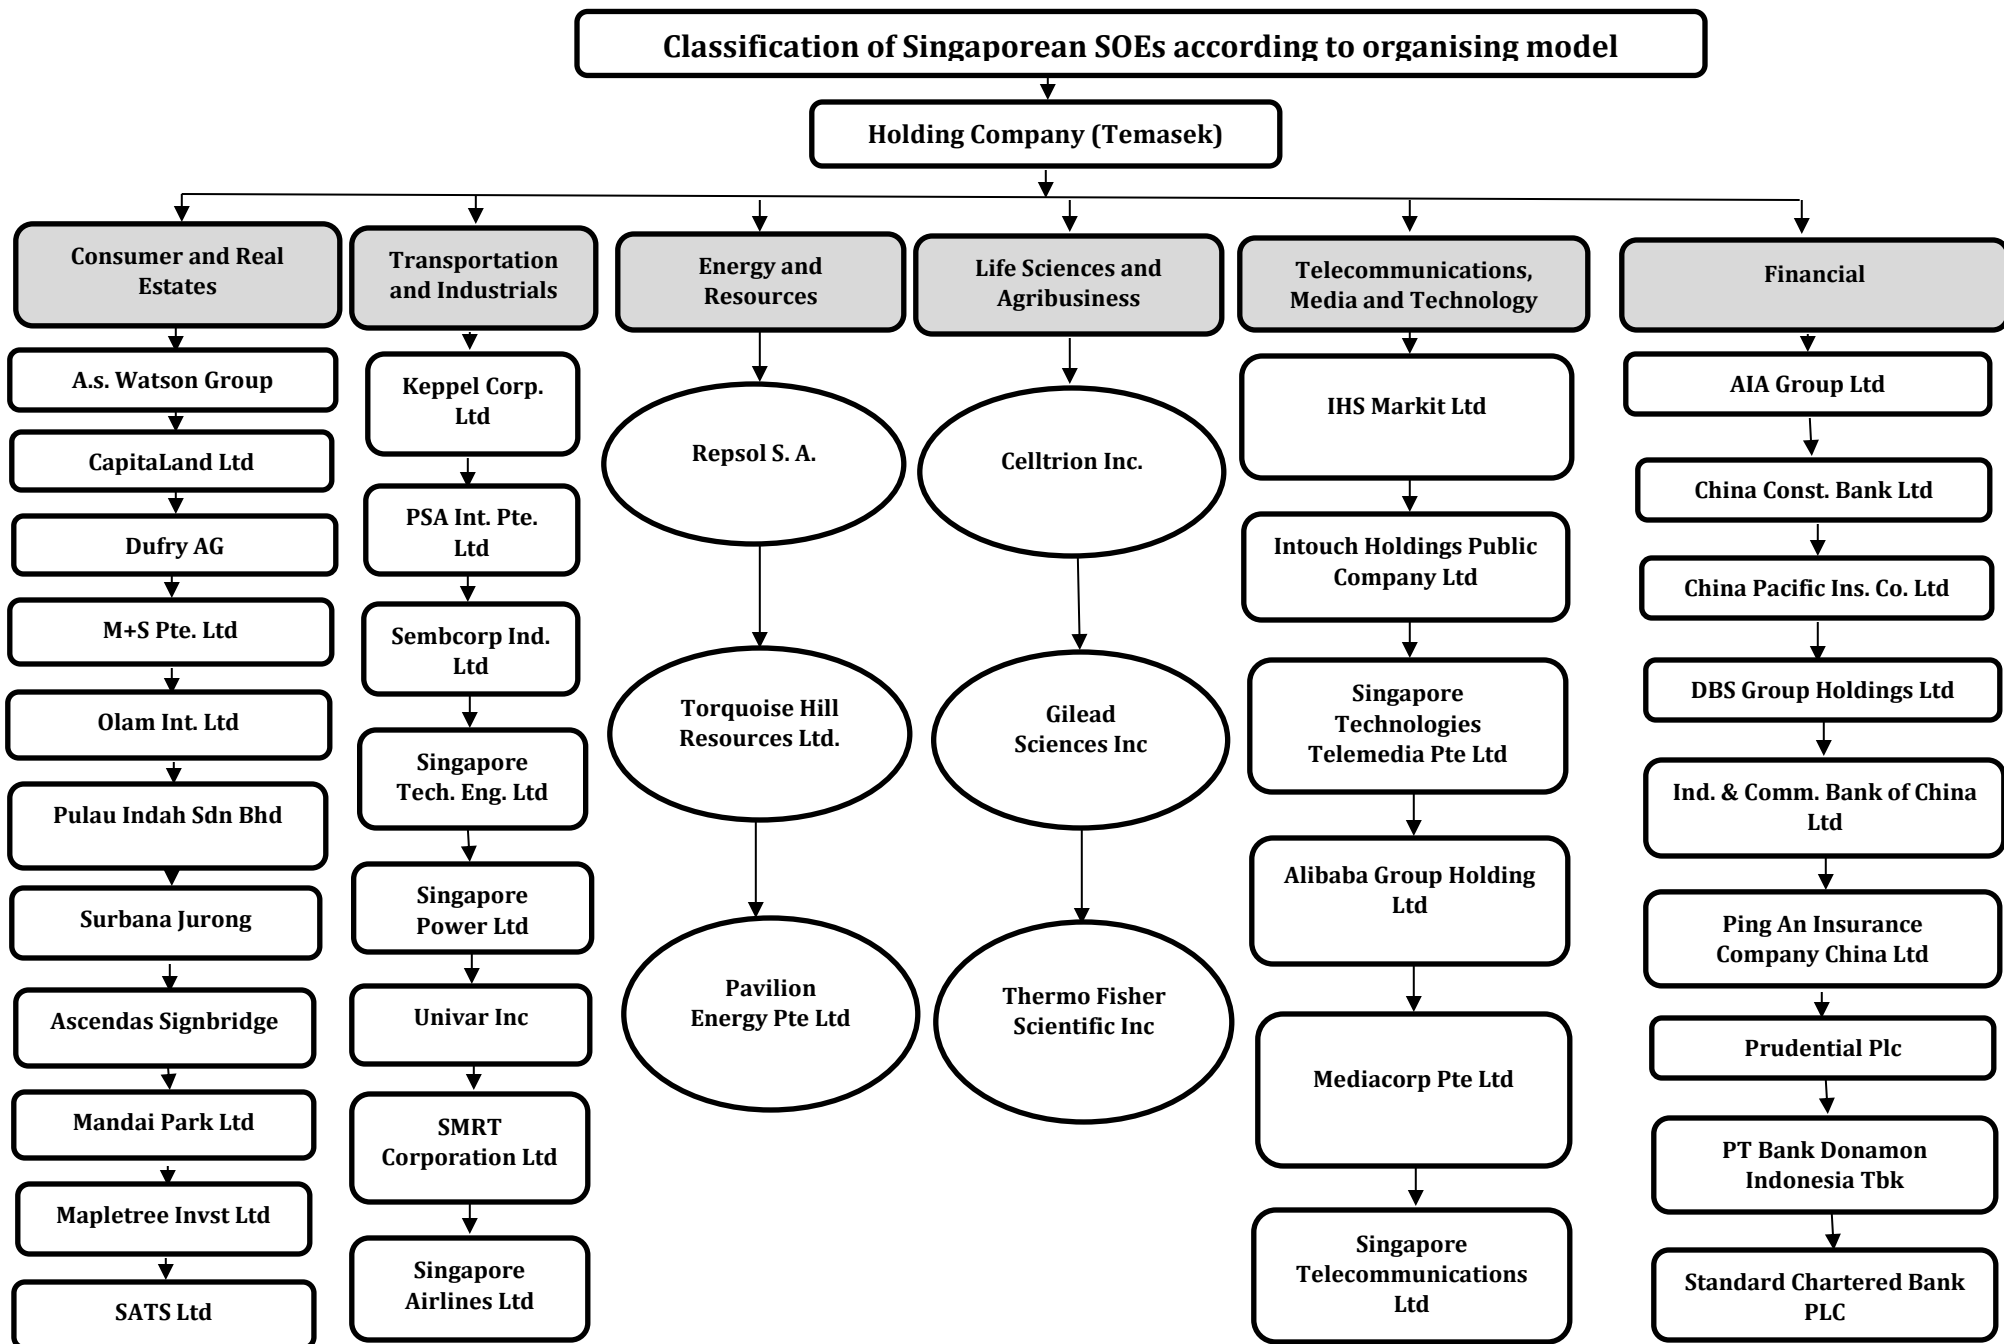 Classification of Singaporean SOEs according to organising model
Holding Company (Temasek)
Consumer and Real
Estates
A.s. Watson Group
CapitaLand Ltd
Dufry AG
M+S Pte. Ltd
Olam Int. Ltd
Pulau Indah Sdn Bhd
Surbana Jurong
Ascendas Signbridge
Mandai Park Ltd
Mapletree Invst Ltd
SATS Ltd
Transportation
and Industrials
Keppel Corp.
Ltd
PSA Int. Pte.
Ltd
Sembcorp Ind.
Ltd
Singapore
Tech. Eng. Ltd
Singapore
Power Ltd
Univar Inc
SMRT
Corporation Ltd
Singapore
Airlines Ltd
Energy and
Resources
Repsol S. A.
Torquoise Hill
Resources Ltd.
Pavilion
Energy Pte Ltd
Life Sciences and
Agribusiness
Celltrion Inc.
Gilead
Sciences Inc
Thermo Fisher
Scientific Inc
Telecommunications,
Media and Technology
IHS Markit Ltd
Intouch Holdings Public
Company Ltd
Singapore
Technologies
Telemedia Pte Ltd
Alibaba Group Holding
Ltd
Mediacorp Pte Ltd
Singapore
Telecommunications
Ltd
Financial
AIA Group Ltd
China Const. Bank Ltd
China Pacific Ins. Co. Ltd
DBS Group Holdings Ltd
Ind. & Comm. Bank of China
Ltd
Ping An Insurance
Company China Ltd
Prudential Plc
PT Bank Donamon
Indonesia Tbk
Standard Chartered Bank
PLC